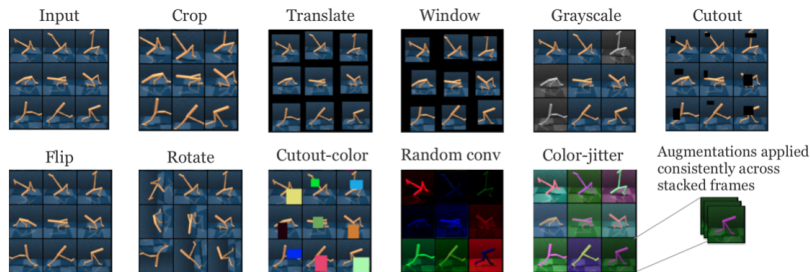 Input
Crop
Translate
Window
Grayscale
Cutout
Flip
Rotate
Cutout-color
Random conv
Color-jitter
Augmentations applied
consistently across
stacked frames